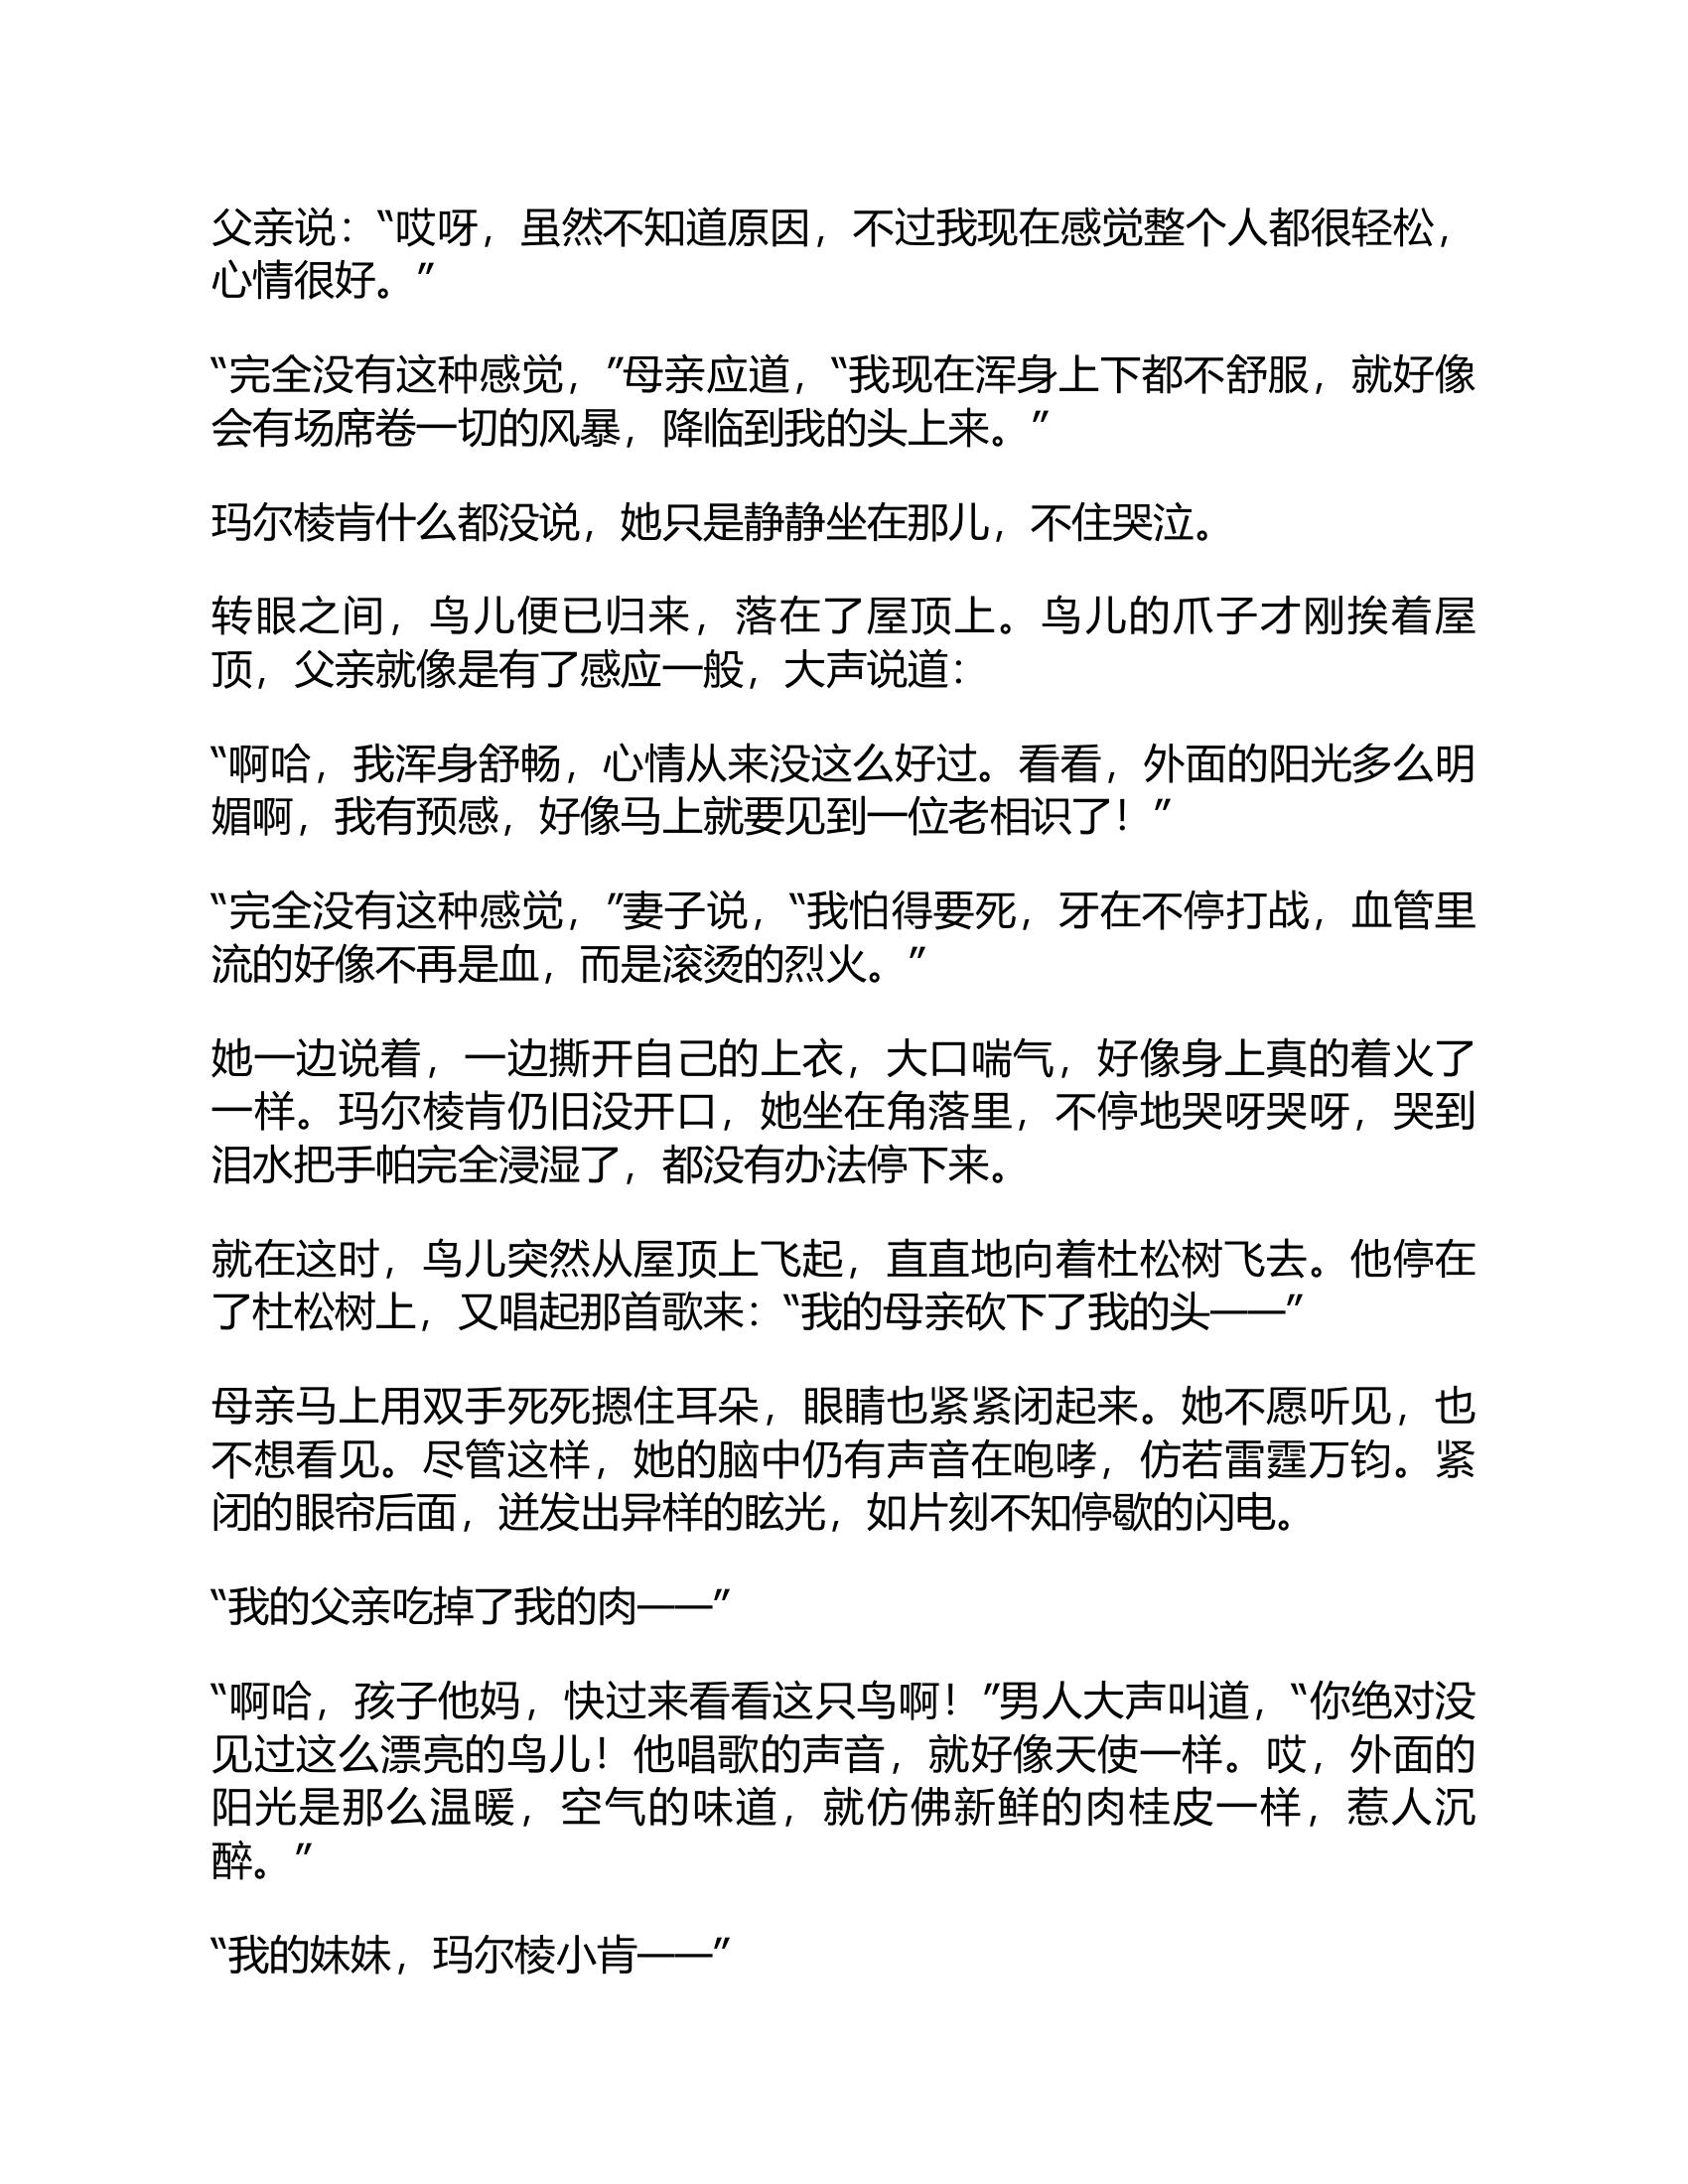 父亲说：“哎呀，虽然不知道原因，不过我现在感觉整个人都很轻松，
心情很好。”
“完全没有这种感觉，”母亲应道，“我现在浑身上下都不舒服，就好像
会有场席卷一切的风暴，降临到我的头上来。”
玛尔棱肯什么都没说，她只是静静坐在那儿，不住哭泣。
转眼之间，鸟儿便已归来，落在了屋顶上。鸟儿的爪子才刚挨着屋
顶，父亲就像是有了感应一般，大声说道：
“啊哈，我浑身舒畅，心情从来没这么好过。看看，外面的阳光多么明
媚啊，我有预感，好像马上就要见到一位老相识了！”
“完全没有这种感觉，”妻子说，“我怕得要死，牙在不停打战，血管里
流的好像不再是血，而是滚烫的烈火。”
她一边说着，一边撕开自己的上衣，大口喘气，好像身上真的着火了
一样。玛尔棱肯仍旧没开口，她坐在角落里，不停地哭呀哭呀，哭到
泪水把手帕完全浸湿了，都没有办法停下来。
就在这时，鸟儿突然从屋顶上飞起，直直地向着杜松树飞去。他停在
了杜松树上，又唱起那首歌来：“我的母亲砍下了我的头——”
母亲马上用双手死死摁住耳朵，眼睛也紧紧闭起来。她不愿听见，也
不想看见。尽管这样，她的脑中仍有声音在咆哮，仿若雷霆万钧。紧
闭的眼帘后面，迸发出异样的眩光，如片刻不知停歇的闪电。
“我的父亲吃掉了我的肉——”
“啊哈，孩子他妈，快过来看看这只鸟啊！”男人大声叫道，“你绝对没
见过这么漂亮的鸟儿！他唱歌的声音，就好像天使一样。哎，外面的
阳光是那么温暖，空气的味道，就仿佛新鲜的肉桂皮一样，惹人沉
醉。”
“我的妹妹，玛尔棱小肯——”